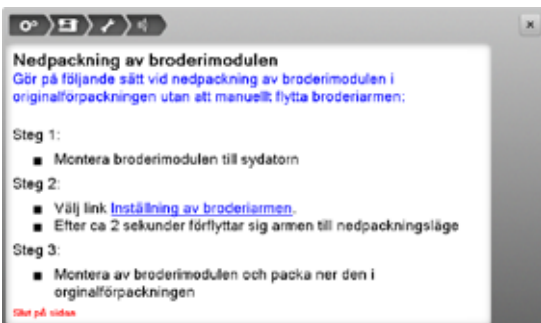 Nedpackning av broderimodulen
Gör på följande sätt vid nedpackning av broderimodulen i
originalförpackningen utan att manuellt flytta broderiarmen:
Steg 1:
Montera broderimodulen till sydatorn
Steg 2:
Välj link Inställning av broderiarmen.
Efter ca 2 sekunder förflyttar sig armen till nedpackningsläge
Steg 3:
Montera av broderimodulen och packa ner den i
orginalförpackningen
Slut på sidan